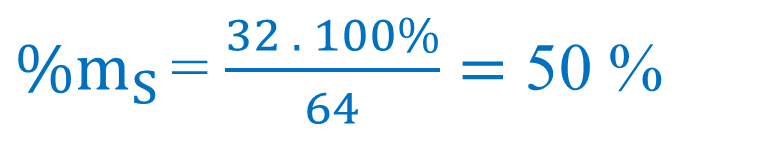 %mS = 32 . 100% / 64 = 50 %